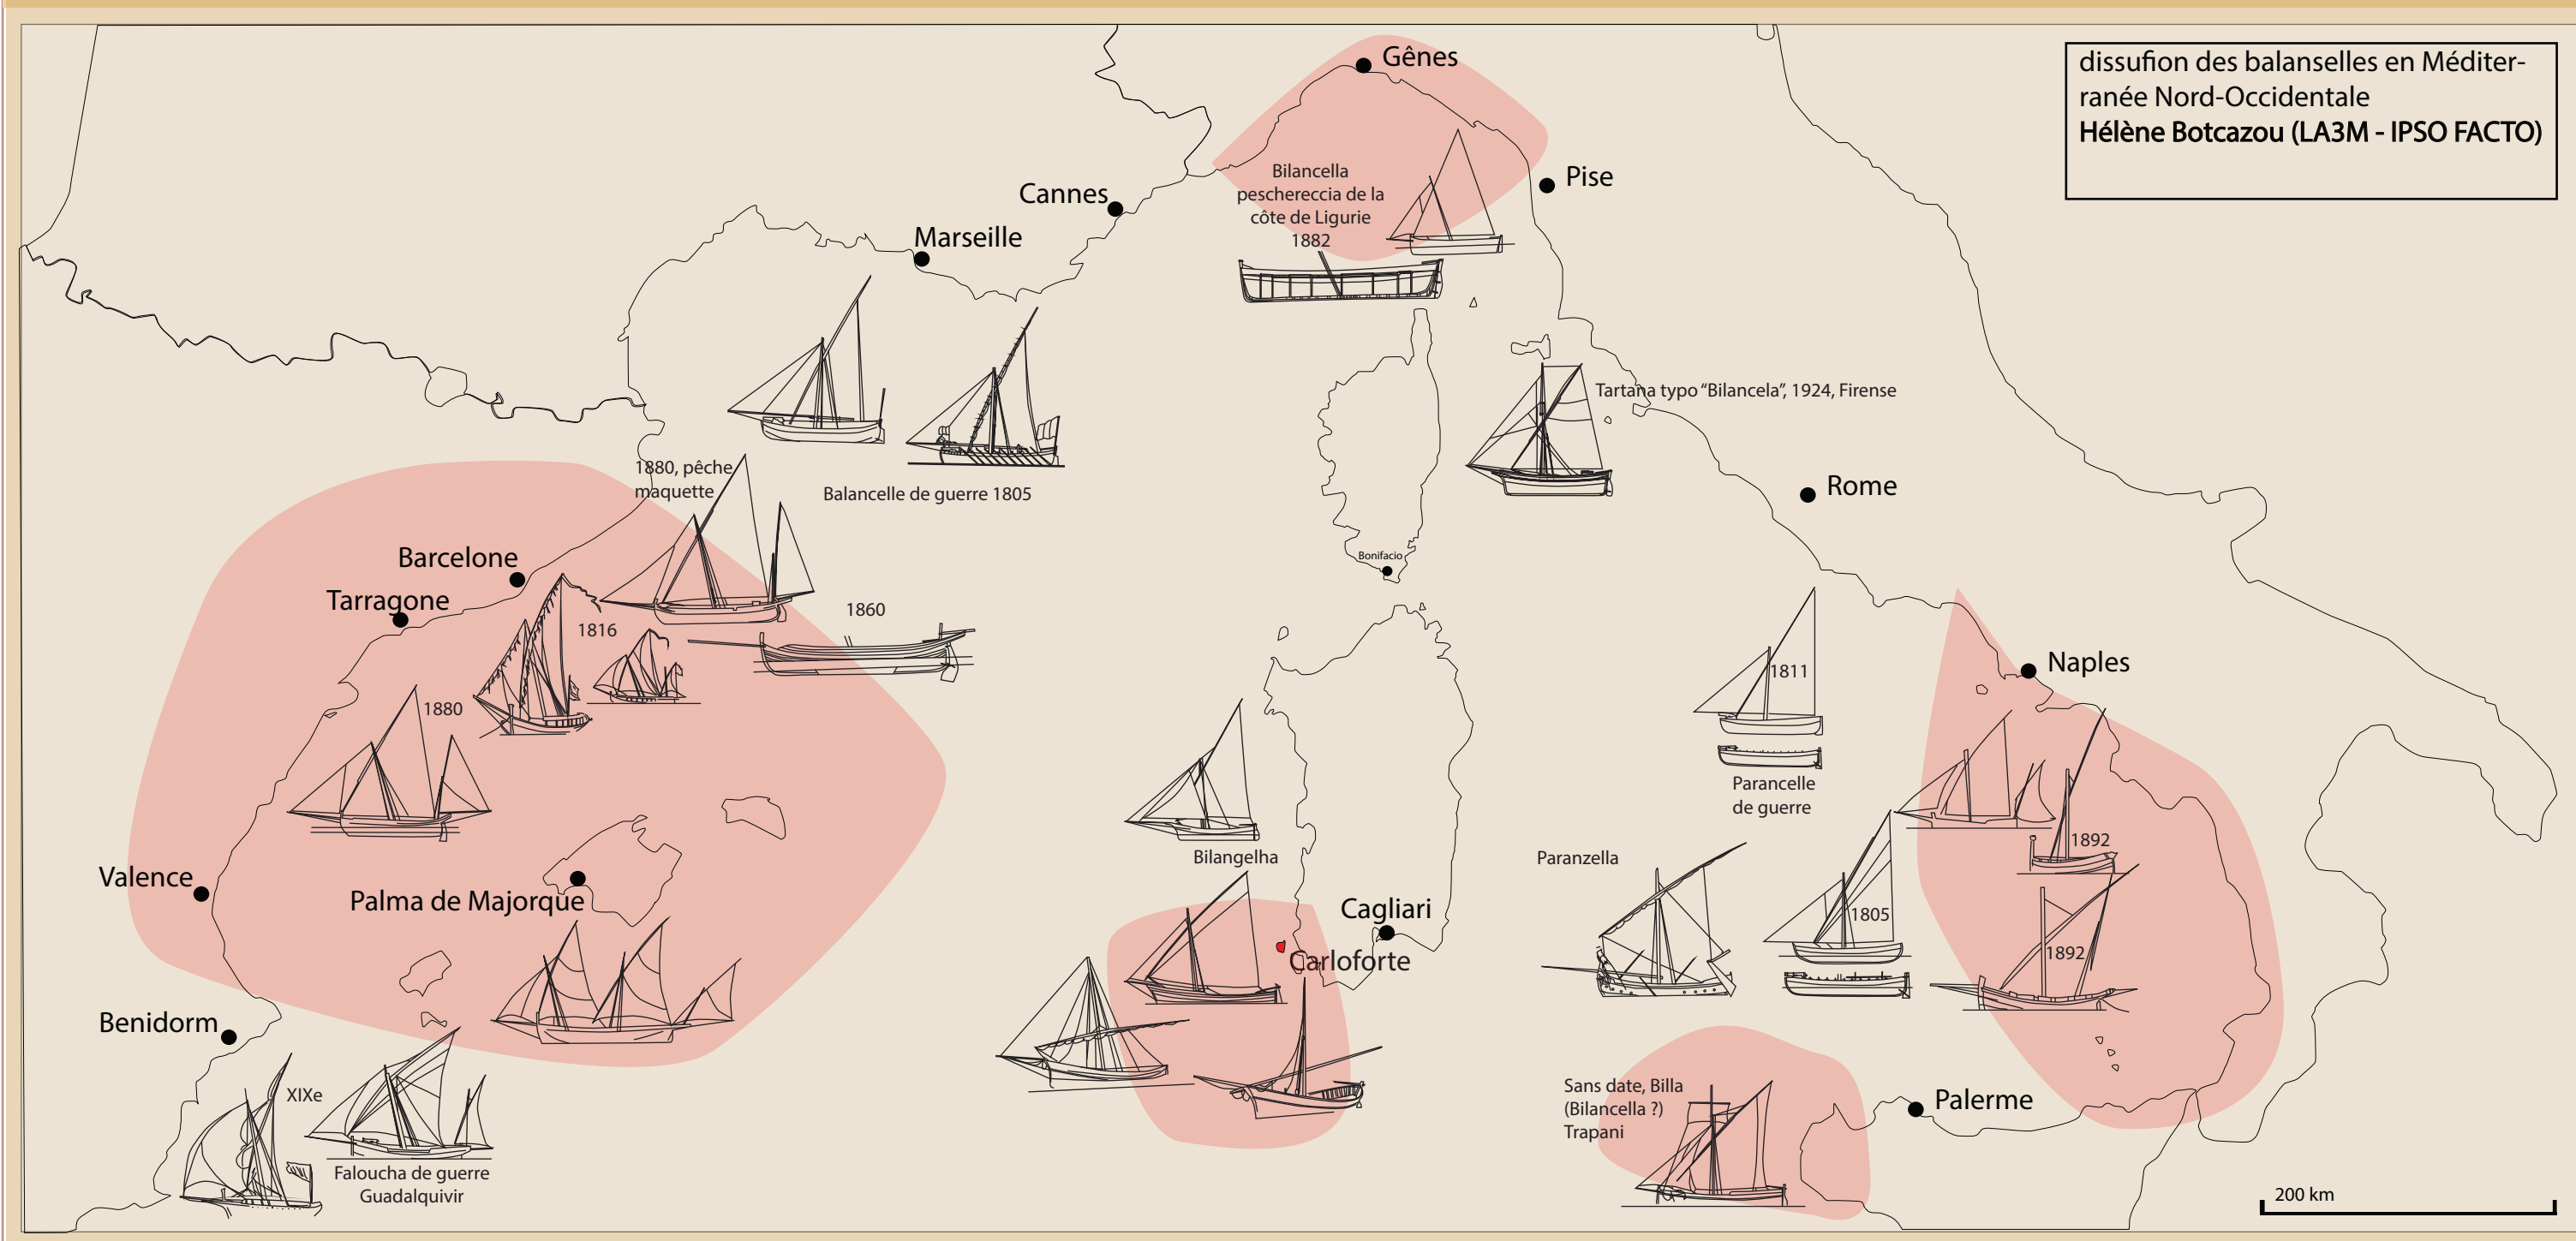 dissufion des balanselles en Méditer-
ranée Nord-Occidentale
Hélène Botcazou (LA3M - IPSO FACTO)
Gênes
Pise
Cannes
Marseille
Bilancella
peschereccia de la
côte de Ligurie
1882
Tartana typo “Bilancela”, 1924, Firense
Rome
1880, pêche
maquette
Balancelle de guerre 1805
Barcelone
Tarragone
Bonifacio
1816
1860
1880
1811
Naples
Parancelle
de guerre
1892
Valence
Palma de Majorque
Bilangelha
Paranzella
1805
1892
Cagliari
Carloforte
Benidorm
XIXe
Faloucha de guerre
Guadalquivir
Sans date, Billa
(Bilancella ?)
Trapani
Palerme
200 km